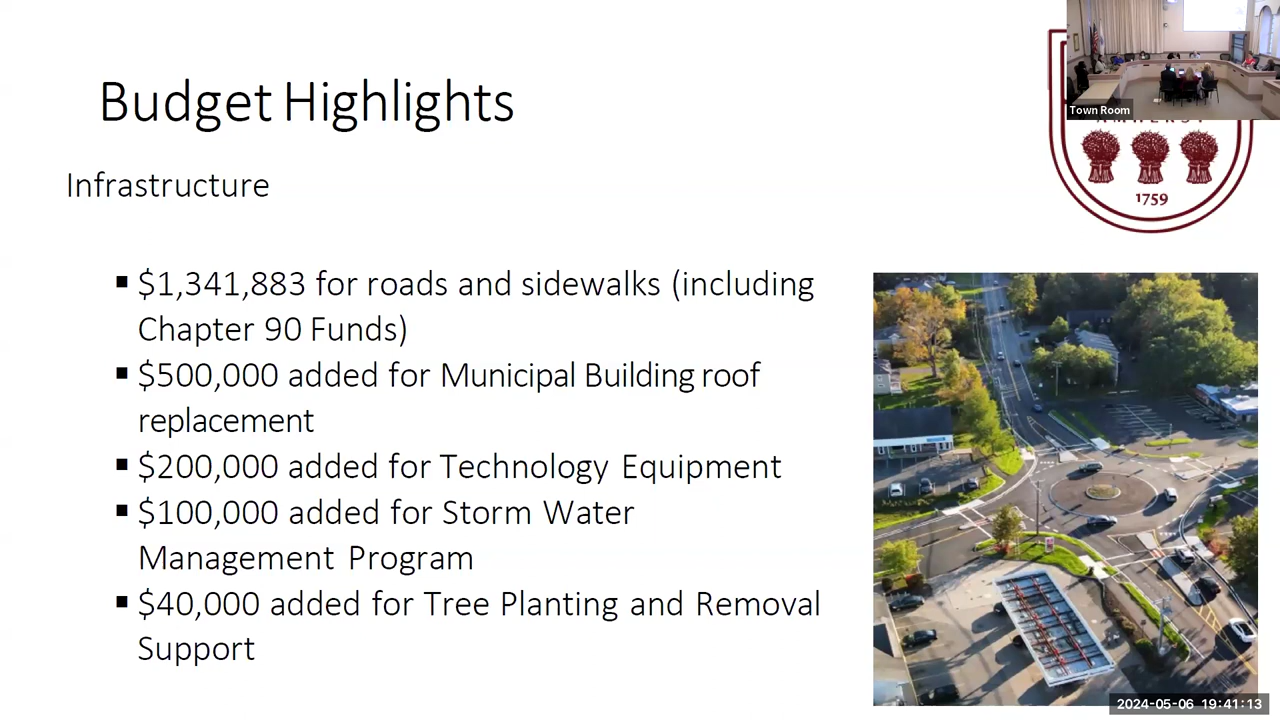 Budget Highlights
Town Room
AMHERST
1759
Infrastructure
▪ $1,341,883 for roads and sidewalks (including
Chapter 90 Funds)
▪ $500,000 added for Municipal Building roof
replacement
▪ $200,000 added for Technology Equipment
▪ $100,000 added for Storm Water
Management Program
▪ $40,000 added for Tree Planting and Removal
Support
2024-05-06 19:41:13